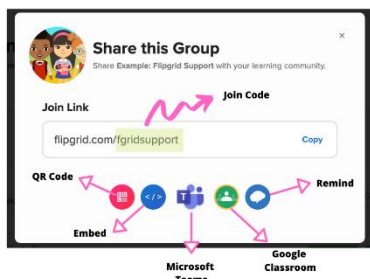 Share this Group
Share Example: Flipgrid Support with your learning community.
Join Link
Join Code
flipgrid.com/fgridsupport
Copy
QR Code
Remind
Embed
Microsoft
Teams
Google
Classroom